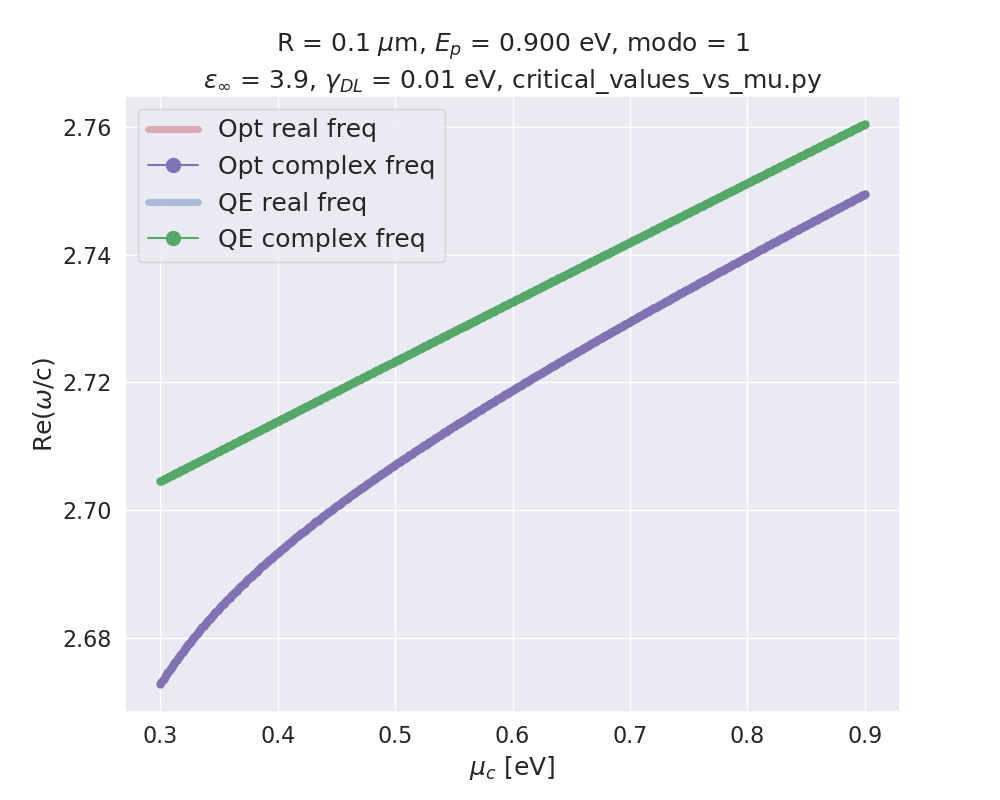 R = 0.1 μm, E_p = 0.900 eV, modo = 1
ε_∞ = 3.9, γ_DL = 0.01 eV, critical_values_vs_mu.py
Opt real freq
Opt complex freq
QE real freq
QE complex freq
2.76
2.74
2.72
2.70
2.68
Re(ω/c)
0.3 0.4 0.5 0.6 0.7 0.8 0.9
μ_c [eV]